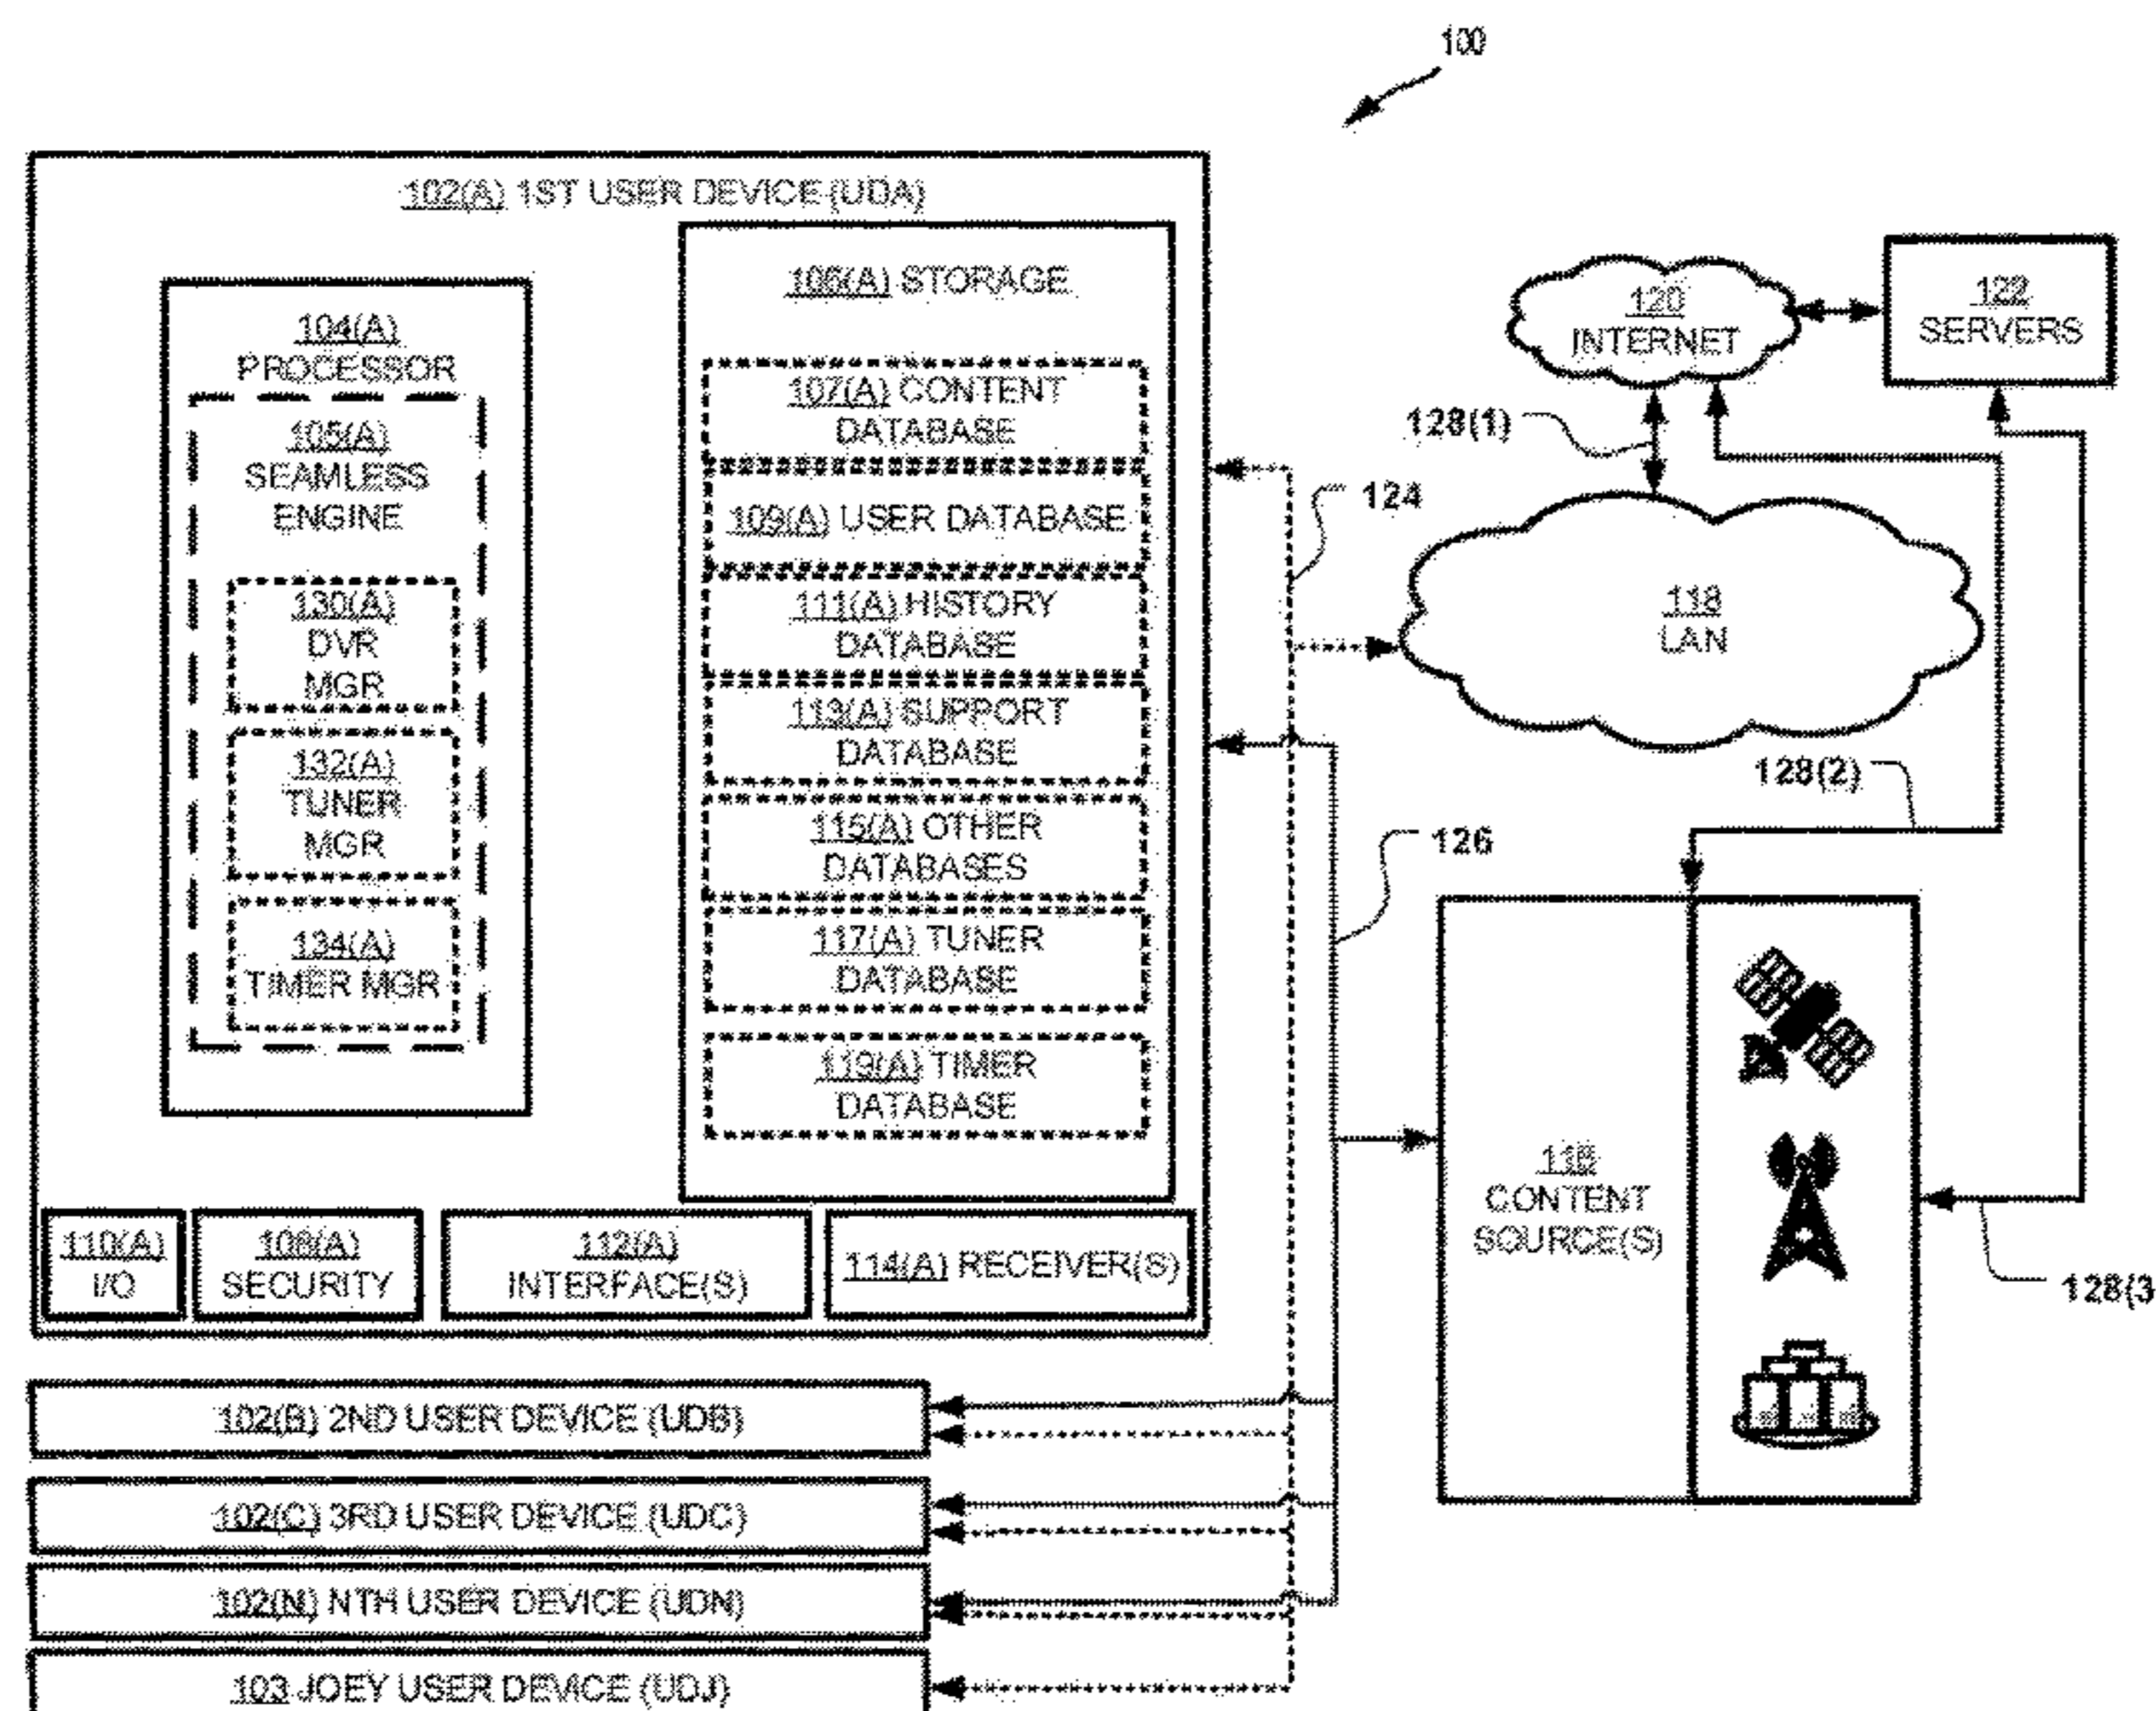 100
102(A) 1ST USER DEVICE (UDA)
104(A)
PROCESSOR
105(A)
SEAMLESS
ENGINE
130(A)
DVR
MGR
132(A)
TUNER
MGR
134(A)
TIMER MGR
106(A) STORAGE
107(A) CONTENT
DATABASE
109(A) USER DATABASE
111(A) HISTORY
DATABASE
113(A) SUPPORT
DATABASE
115(A) OTHER
DATABASES
117(A) TUNER
DATABASE
119(A) TIMER
DATABASE
110(A)
I/O
108(A)
SECURITY
112(A)
INTERFACE(S)
114(A) RECEIVER(S)
102(B) 2ND USER DEVICE (UDB)
102(C) 3RD USER DEVICE (UDC)
102(N) NTH USER DEVICE (UDN)
103 JOEY USER DEVICE (UDJ)
120
INTERNET
122
SERVERS
128(1)
124
118
LAN
128(2)
126
116
CONTENT
SOURCE(S)
128(3